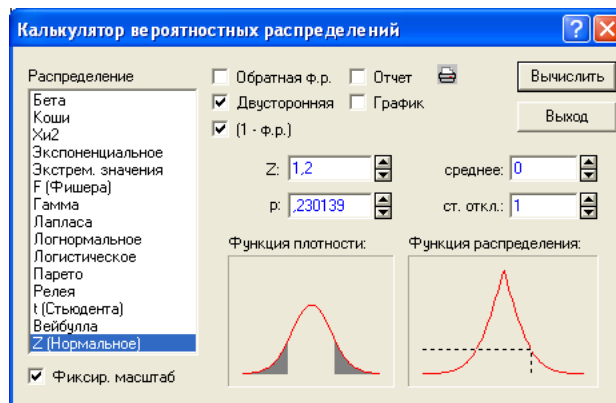 Калькулятор вероятностных распределений
Распределение
Бета
Коши
Хи2
Экспоненциальное
Экстрем. значения
F (Фишера)
Гамма
Лапласа
Логнормальное
Логистическое
Парето
Релея
t (Стьюдента)
Вейбулла
Z (Нормальное)
Фиксир. масштаб
Обратная ф.р.
Отчет
Двусторонняя
График
(1 - ф.р.)
Вычислить
Выход
Z: 1,2
среднее: 0
p: ,230139
ст. откл.: 1
Функция плотности:
Функция распределения: